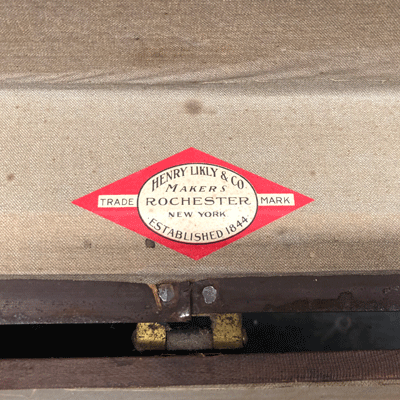 HENRY LIKLY & CO
MAKERS
TRADE ROCHESTER MARK
NEW YORK
ESTABLISHED 1844